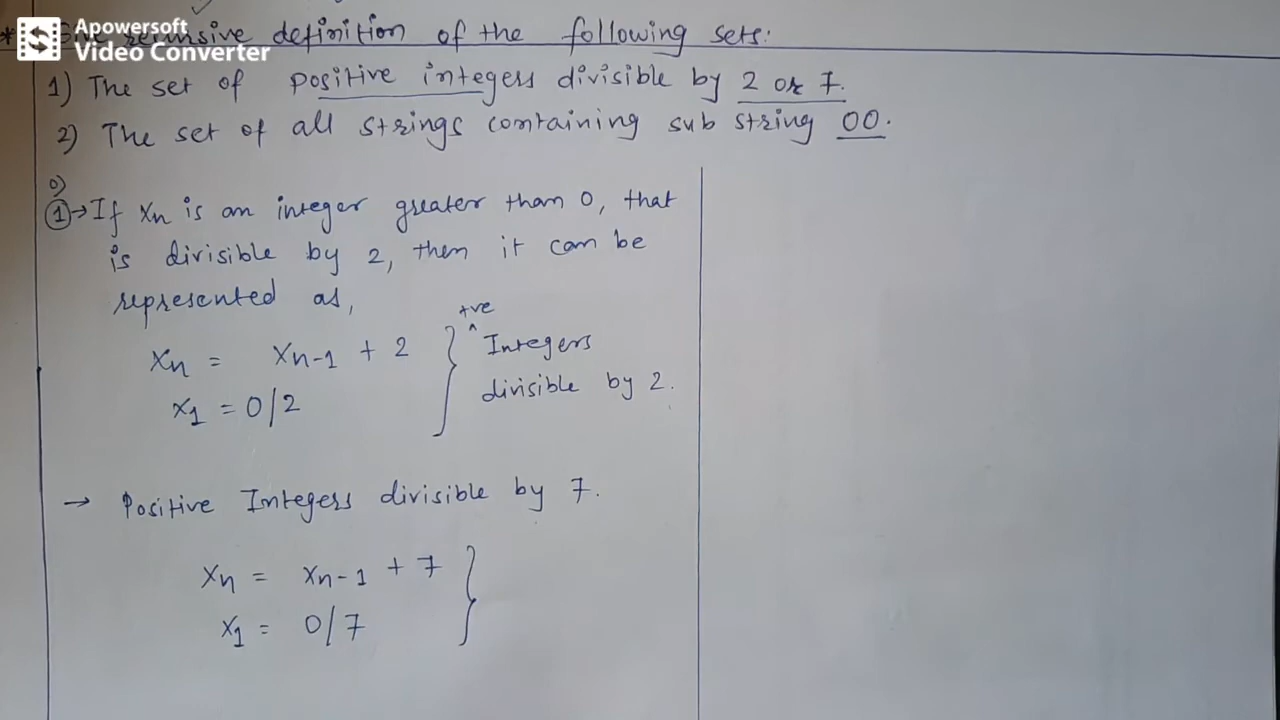 Apowersoft
Video Converter
* Give recursive definition of the following sets:
1) The set of positive integers divisible by 2 or 7.
2) The set of all strings containing sub string 00.
0)
1 → If Xn is an integer greater than 0, that
is divisible by 2, then it can be
represented as,
Xn = Xn-1 + 2
X1 = 0/2
+ve
^ Integers
divisible by 2.
→ Positive Integers divisible by 7.
Xn = Xn-1 + 7
X1 = 0/7